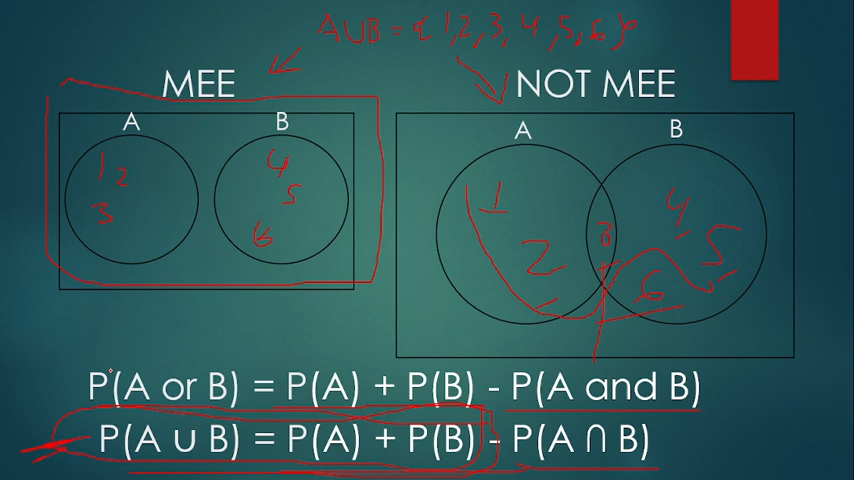 A∪B = { 1,2,3,4,5,6 }
MEE
NOT MEE
A
B
A
B
1 2
3
4
5
6
1
2
3
4
5
6
P(A or B) = P(A) + P(B) - P(A and B)
P(A ∪ B) = P(A) + P(B) - P(A ∩ B)